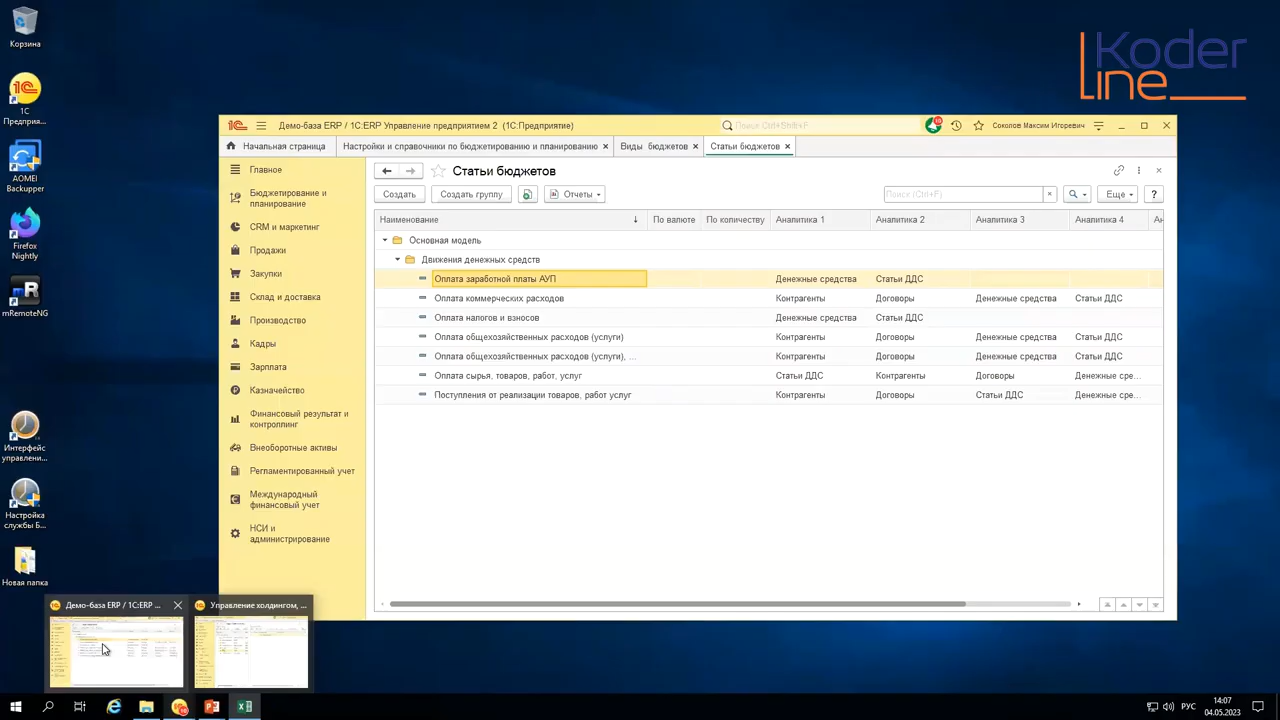 Корзина
1С
Предприя...
AOMEI
Backupper
Firefox
Nightly
mRemoteNG
Интерфейс
управлени...
Настройка
службы Б...
Новая папка
Koder
line
Демо-база ERP / 1С:ERP Управление предприятием 2 (1С:Предприятие)
Поиск Ctrl+Shift+F
Соколов Максим Игоревич
Начальная страница
Настройки и справочники по бюджетированию и планированию
Виды бюджетов
Статьи бюджетов
Главное
Бюджетирование и
планирование
CRM и маркетинг
Продажи
Закупки
Склад и доставка
Производство
Кадры
Зарплата
Казначейство
Финансовый результат и
контроллинг
Внеоборотные активы
Регламентированный учет
Международный
финансовый учет
НСИ и
администрирование
Статьи бюджетов
Создать
Создать группу
Отчеты
Поиск (Ctrl+F)
Еще
?
Наименование По валюте По количеству Аналитика 1 Аналитика 2 Аналитика 3 Аналитика 4 Ан
Основная модель
Движения денежных средств
Оплата заработной платы АУП Денежные средства Статьи ДДС
Оплата коммерческих расходов Контрагенты Договоры Денежные средства Статьи ДДС
Оплата налогов и взносов Денежные средства Статьи ДДС
Оплата общехозяйственных расходов (услуги) Контрагенты Договоры Денежные средства Статьи ДДС
Оплата общехозяйственных расходов (услуги), ... Контрагенты Договоры Денежные средства Статьи ДДС
Оплата сырья, товаров, работ, услуг Статьи ДДС Контрагенты Договоры Денежные сре...
Поступления от реализации товаров, работ услуг Контрагенты Договоры Статьи ДДС Денежные сре...
Демо-база ERP / 1С:ERP ...
Управление холдингом, ...
РУС
14:07
04.05.2023